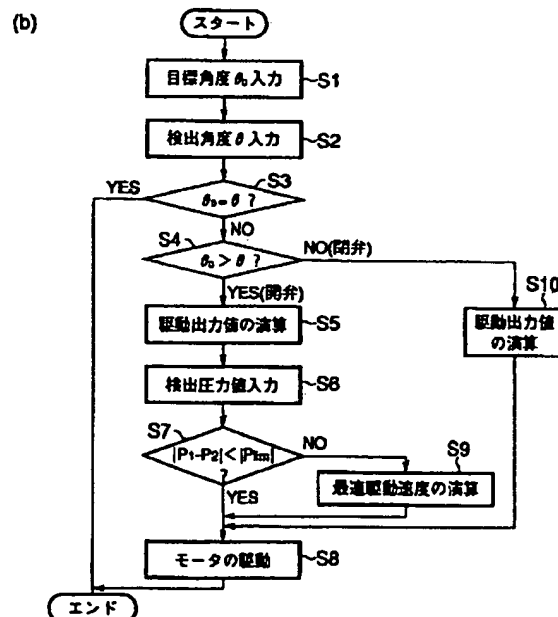 (b)
スタート
目標角度 θ₀ 入力
S1
検出角度 θ 入力
S2
S3
YES
θ₀ = θ ?
NO
S4
θ₀ > θ ?
NO(閉弁)
YES(開弁)
駆動出力値の演算
S5
S10
駆動出力値
の演算
検出圧力値入力
S6
S7
|P1-P2|<|Plim|
?
NO
YES
S9
最適駆動速度の演算
モータの駆動
S8
エンド